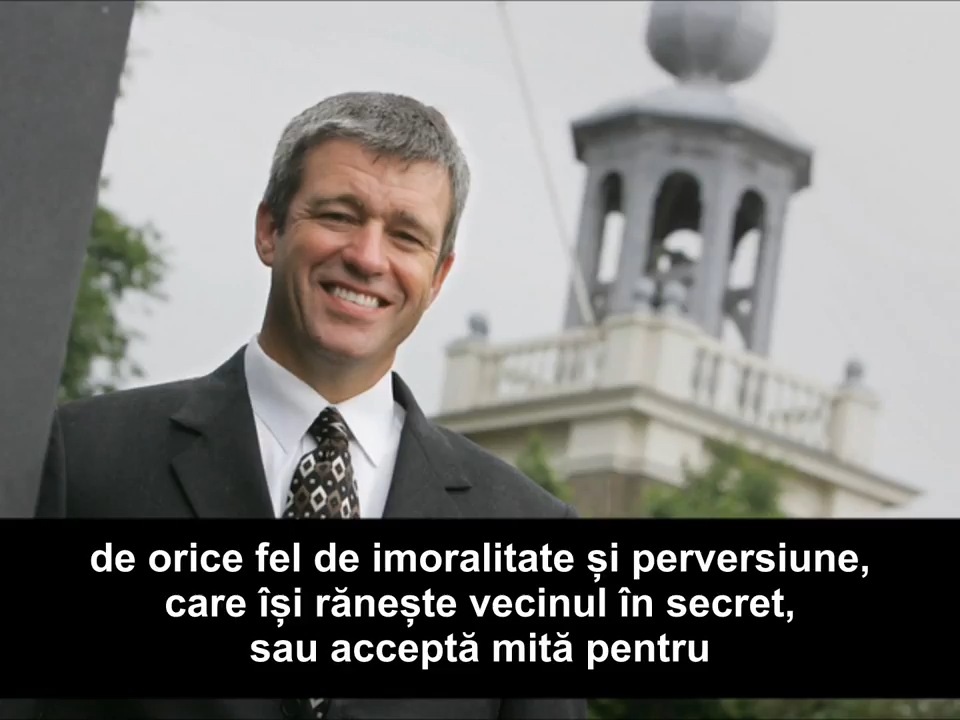 de orice fel de imoralitate și perversiune,
care își rănește vecinul în secret,
sau acceptă mită pentru